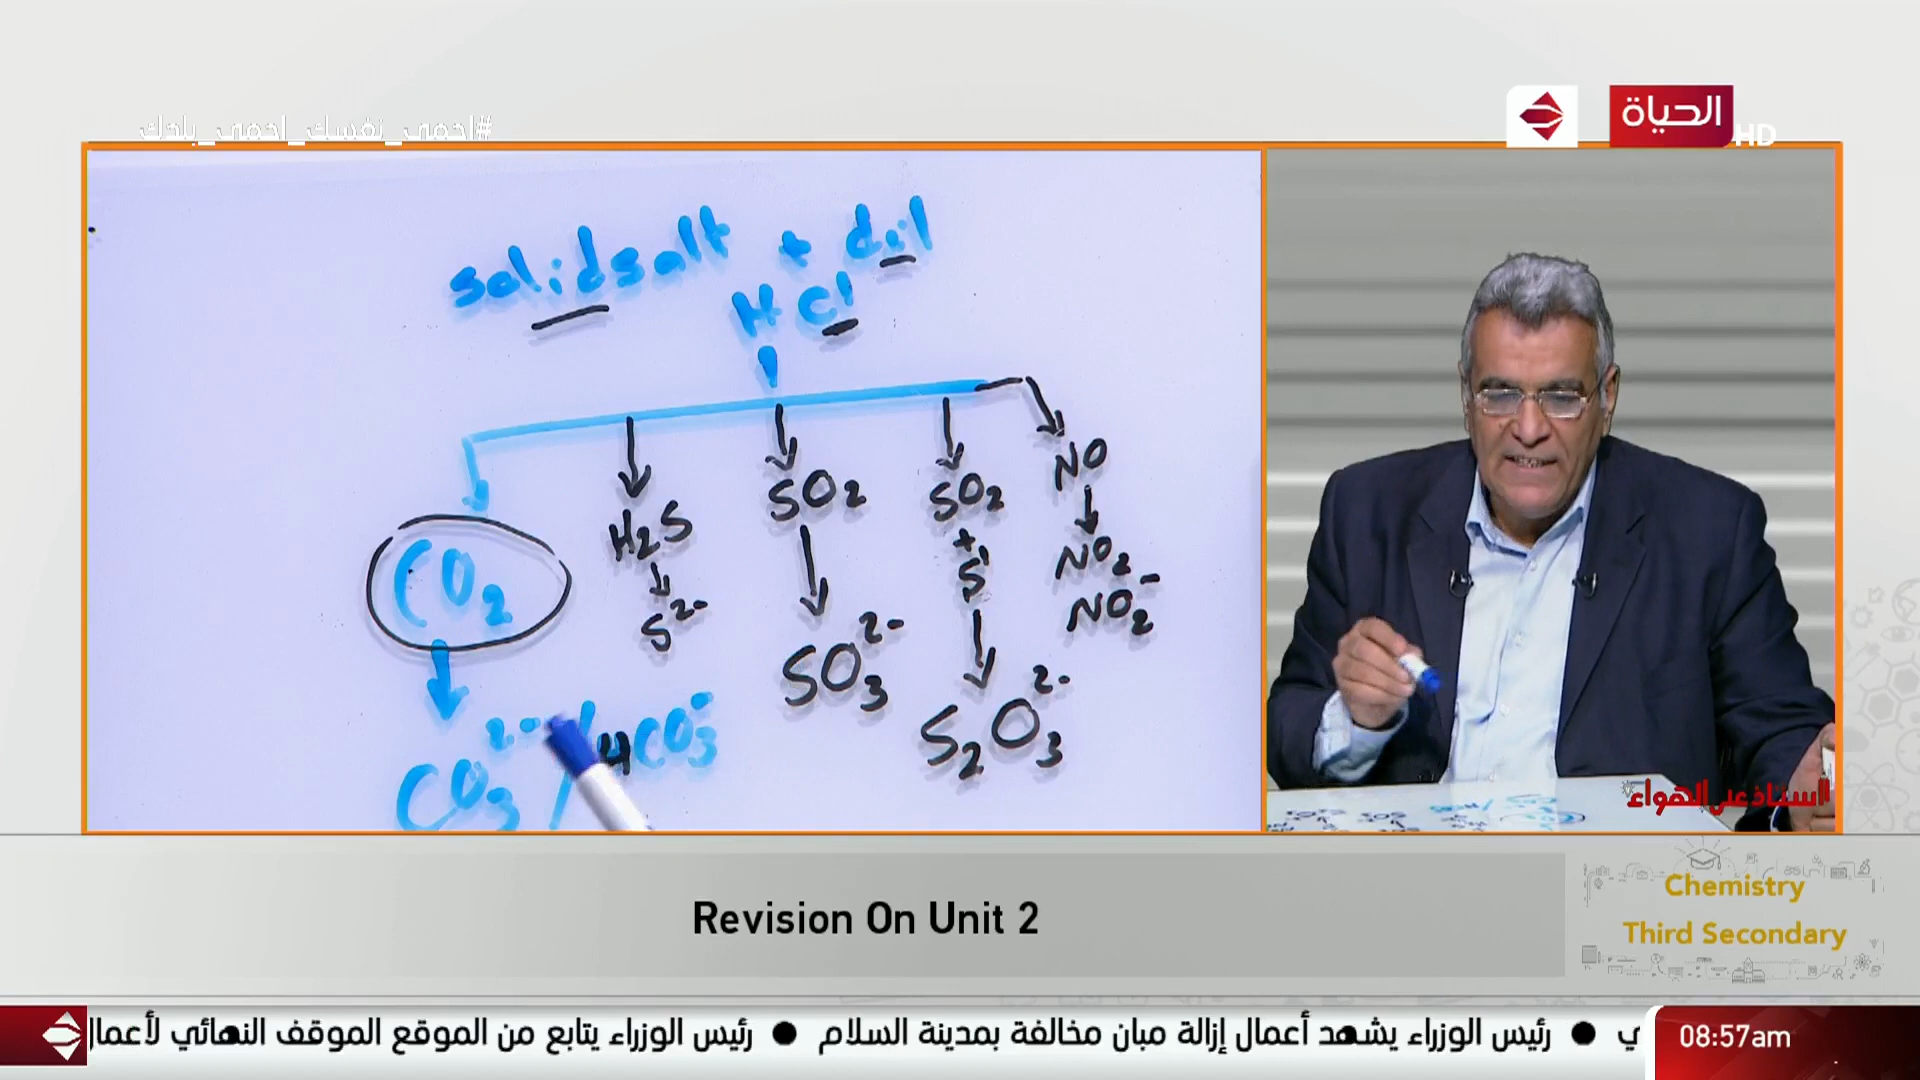 #احمي_نفسك_احمي_بلدك
الحياة
HD
solid salt + dil
HCl
CO2
H2S
S2-
SO2
SO3 2-
SO2
+
S
S2O3 2-
NO
NO2
NO2-
CO3 2- / HCO3-
أستاذ على الهواء
Revision On Unit 2
Chemistry
Third Secondary
ي ● رئيس الوزراء يشهد أعمال إزالة مبان مخالفة بمدينة السلام ● رئيس الوزراء يتابع من الموقع الموقف النهائي لأعمال
08:57am